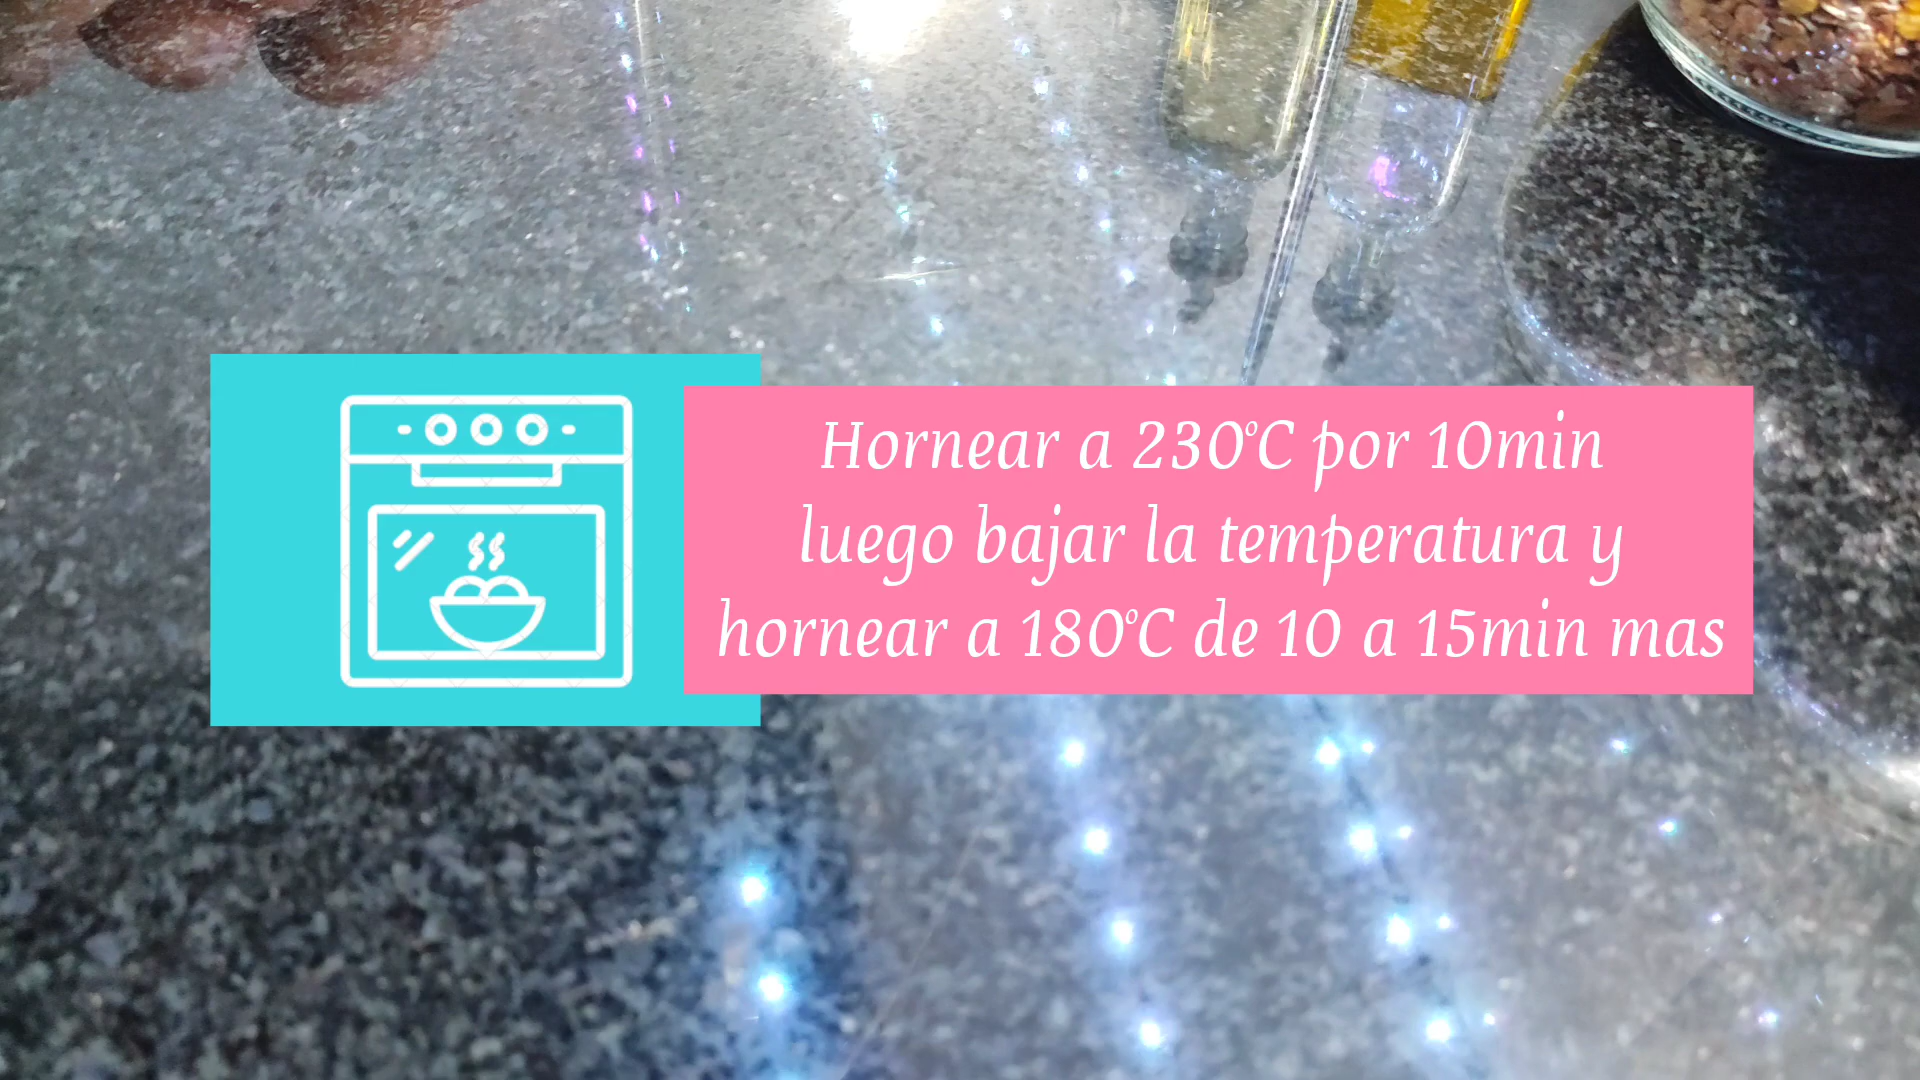 Hornear a 230°C por 10min
luego bajar la temperatura y
hornear a 180°C de 10 a 15min mas